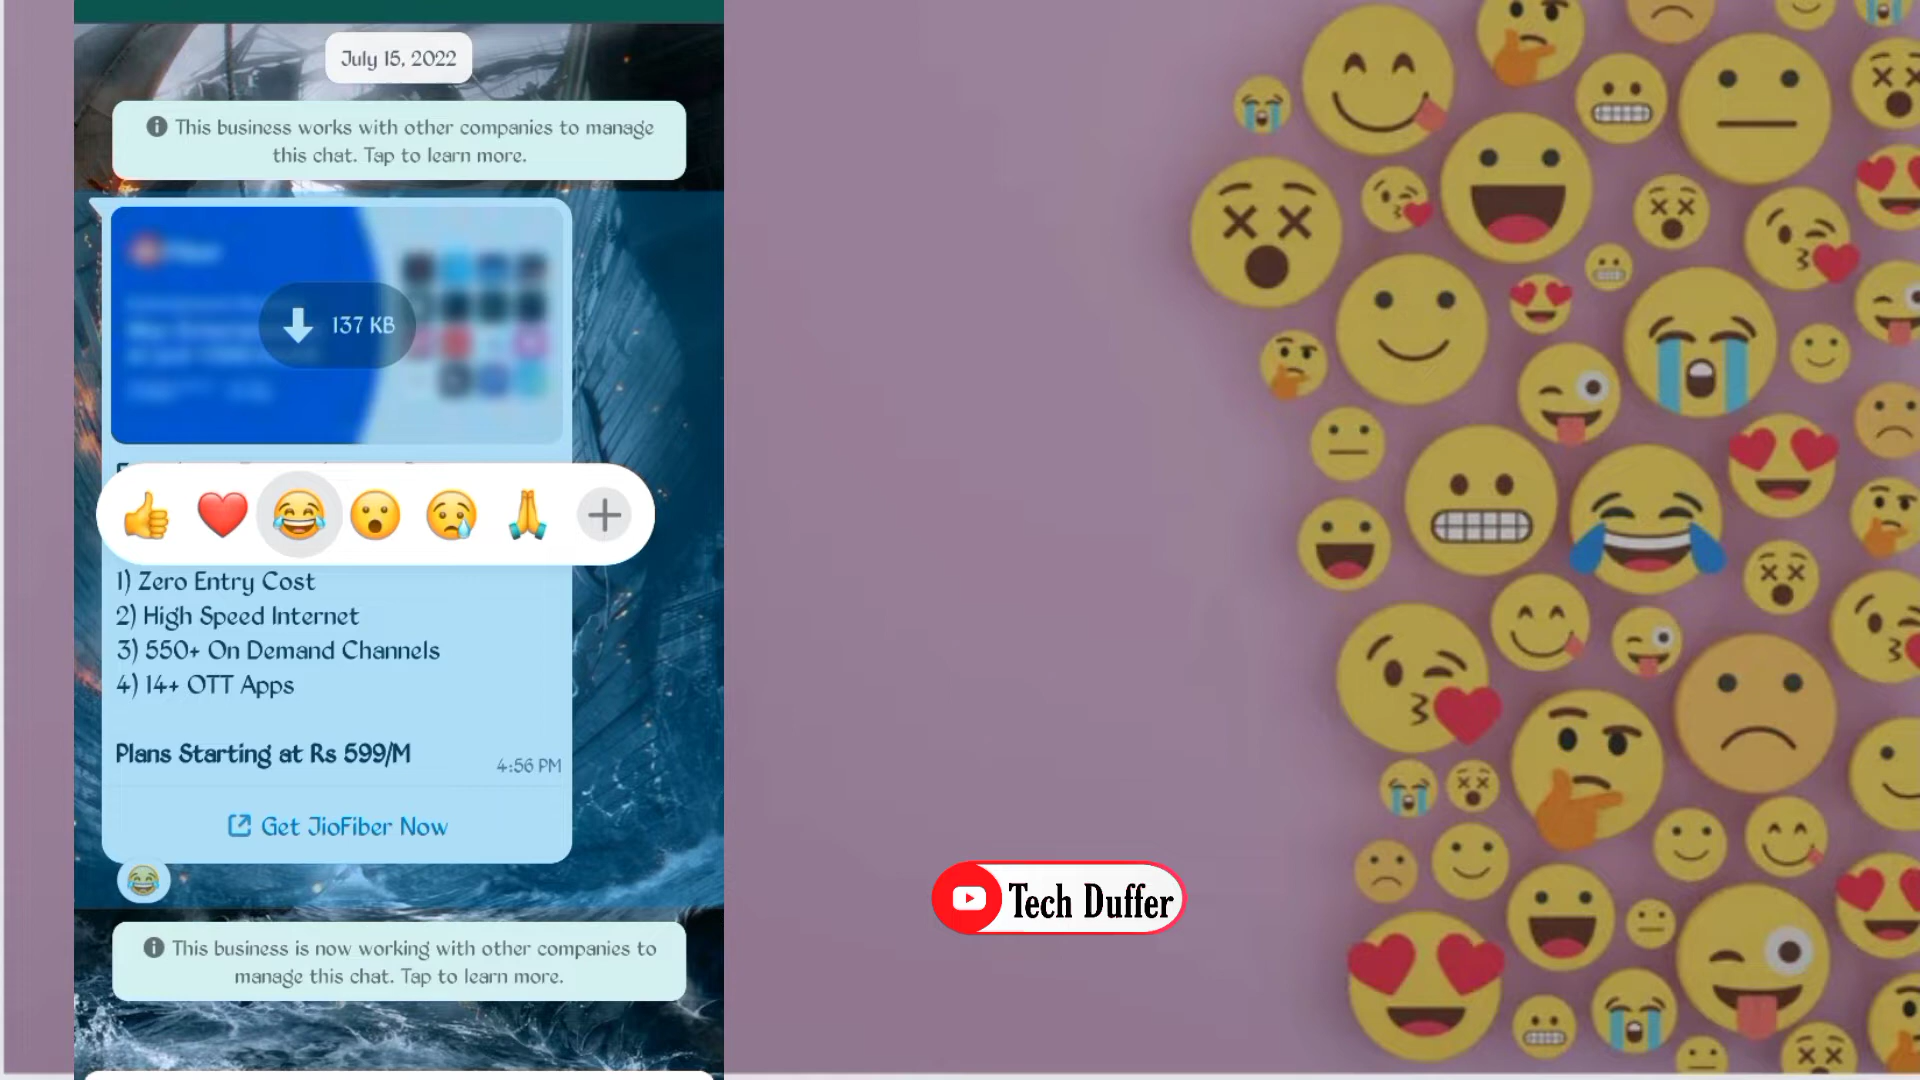 July 15, 2022
This business works with other companies to manage
this chat. Tap to learn more.
137 KB
1) Zero Entry Cost
2) High Speed Internet
3) 550+ On Demand Channels
4) 14+ OTT Apps
Plans Starting at Rs 599/M
4:56 PM
Get JioFiber Now
Tech Duffer
This business is now working with other companies to
manage this chat. Tap to learn more.